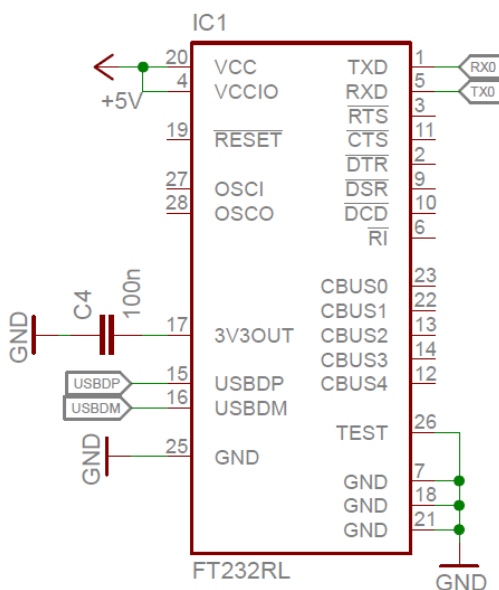 IC1
20 VCC TXD 1 RX0
4 VCCIO RXD 5 TX0
+5V
RTS 3
19 RESET CTS 11
DTR 2
27 OSCI DSR 9
28 OSCO DCD 10
RI 6
CBUS0 23
CBUS1 22
C4 100n
GND 17 3V3OUT CBUS2 13
CBUS3 14
USBDP 15 USBDP CBUS4 12
USBDM 16 USBDM
TEST 26
GND 25 GND
GND 7
GND 18
GND 21
FT232RL GND